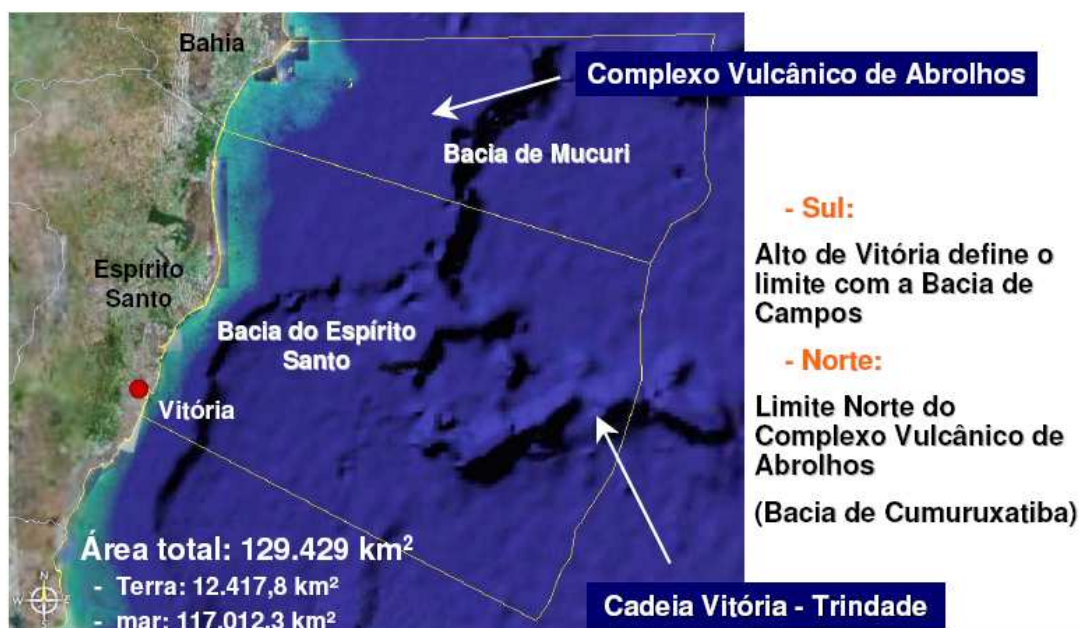 Bahia
Complexo Vulcânico de Abrolhos
Bacia de Mucuri
- Sul:
Alto de Vitória define o
limite com a Bacia de
Campos
Espírito
Santo
Bacia do Espírito
Santo
- Norte:
Vitória
Limite Norte do
Complexo Vulcânico de
Abrolhos
(Bacia de Cumuruxatiba)
Área total: 129.429 km²
- Terra: 12.417,8 km²
- mar: 117.012,3 km²
Cadeia Vitória - Trindade
N
W
E
S